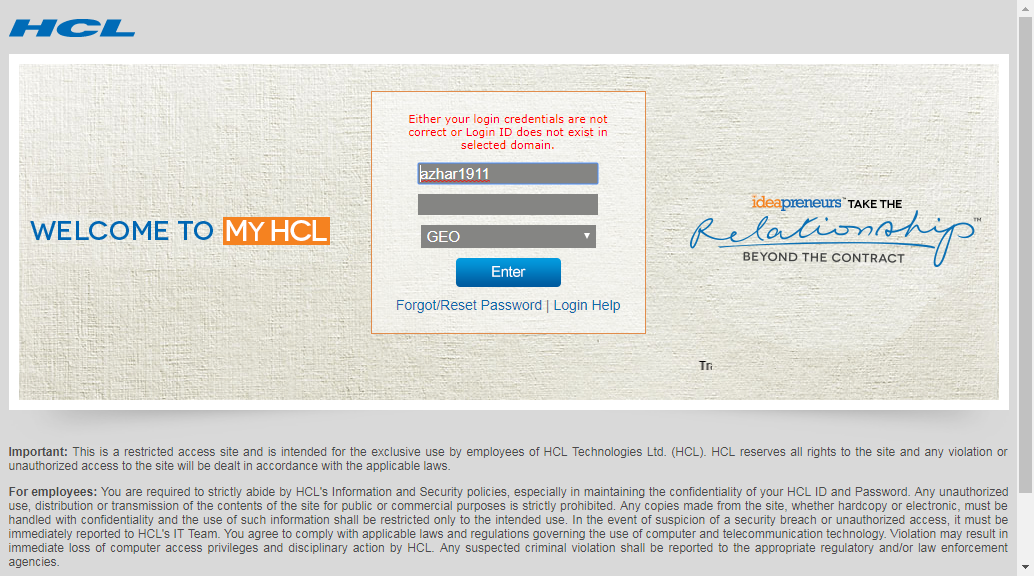 HCL
Either your login credentials are not
correct or Login ID does not exist in
selected domain.
azhar1911
GEO
Enter
Forgot/Reset Password | Login Help
WELCOME TO MY HCL
ideapreneurs™ TAKE THE
Relationship™
BEYOND THE CONTRACT
Important: This is a restricted access site and is intended for the exclusive use by employees of HCL Technologies Ltd. (HCL). HCL reserves all rights to the site and any violation or
unauthorized access to the site will be dealt in accordance with the applicable laws.
For employees: You are required to strictly abide by HCL's Information and Security policies, especially in maintaining the confidentiality of your HCL ID and Password. Any unauthorized
use, distribution or transmission of the contents of the site for public or commercial purposes is strictly prohibited. Any copies made from the site, whether hardcopy or electronic, must be
handled with confidentiality and the use of such information shall be restricted only to the intended use. In the event of suspicion of a security breach or unauthorized access, it must be
immediately reported to HCL's IT Team. You agree to comply with applicable laws and regulations governing the use of computer and telecommunication technology. Violation may result in
immediate loss of computer access privileges and disciplinary action by HCL. Any suspected criminal violation shall be reported to the appropriate regulatory and/or law enforcement
agencies.